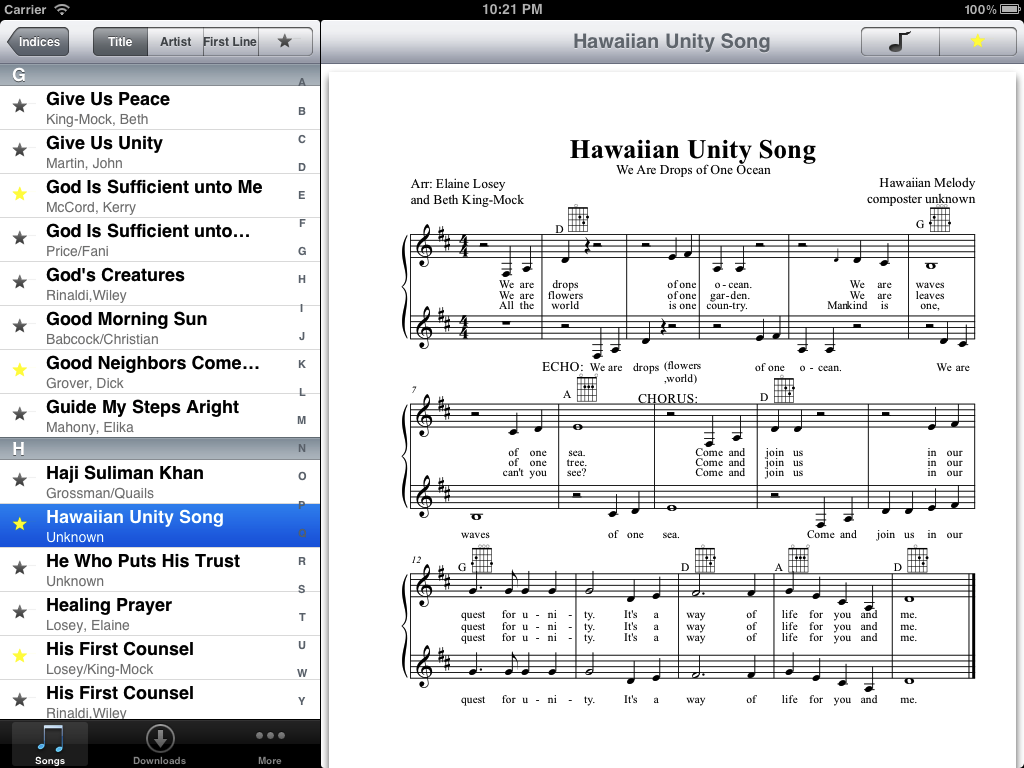 Carrier
10:21 PM
100%
Indices
Title
Artist
First Line
Hawaiian Unity Song
G
Give Us Peace
King-Mock, Beth
Give Us Unity
Martin, John
God Is Sufficient unto Me
McCord, Kerry
God Is Sufficient unto...
Price/Fani
God's Creatures
Rinaldi,Wiley
Good Morning Sun
Babcock/Christian
Good Neighbors Come...
Grover, Dick
Guide My Steps Aright
Mahony, Elika
H
Haji Suliman Khan
Grossman/Quails
Hawaiian Unity Song
Unknown
He Who Puts His Trust
Unknown
Healing Prayer
Losey, Elaine
His First Counsel
Losey/King-Mock
His First Counsel
Rinaldi,Wiley
A
B
C
D
E
F
G
H
I
J
K
L
M
N
O
P
S
R
S
T
U
W
Y
Songs
Downloads
More
Hawaiian Unity Song
We Are Drops of One Ocean
Arr: Elaine Losey
and Beth King-Mock
Hawaiian Melody
composter unknown
D G
We are drops of one o - cean. We are waves
We are flowers of one gar- den. We are leaves
All the world is one coun-try. Mankind is one,
ECHO: We are drops (flowers of one o - cean. We are
,world)
7
A CHORUS: D
of one sea. Come and join us in our
of one tree. Come and join us in our
can't you see? Come and join us in our
waves of one sea. Come and join us in our
12
G D A D
quest for u - ni - ty. It's a way of life for you and me.
quest for u - ni - ty. It's a way of life for you and me.
quest for u - ni - ty. It's a way of life for you and me.
quest for u - ni - ty. It's a way of life for you and me.